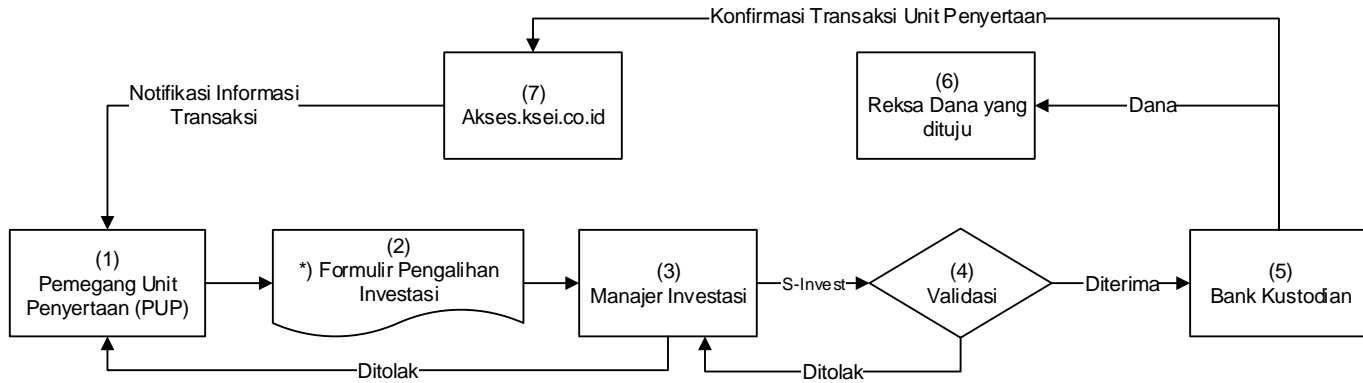 Konfirmasi Transaksi Unit Penyertaan
(7)
Akses.ksei.co.id
(6)
Reksa Dana yang
dituju
Notifikasi Informasi
Transaksi
Dana
(1)
Pemegang Unit
Penyertaan (PUP)
(2)
*) Formulir Pengalihan
Investasi
(3)
Manajer Investasi
S-Invest
(4)
Validasi
Diterima
(5)
Bank Kustodian
Ditolak
Ditolak